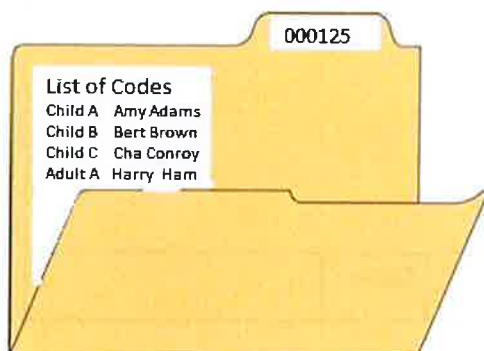 000125
List of Codes
Child A Amy Adams
Child B Bert Brown
Child C Cha Conroy
Adult A Harry Ham